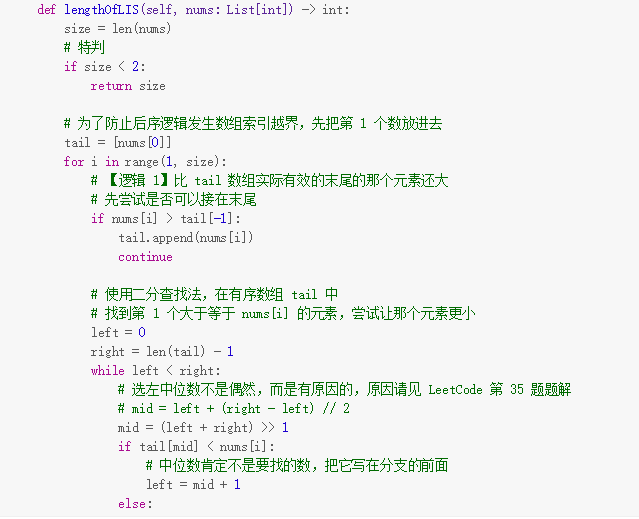 def lengthOfLIS(self, nums: List[int]) -> int:
    size = len(nums)
    # 特判
    if size < 2:
        return size

    # 为了防止后序逻辑发生数组索引越界，先把第 1 个数放进去
    tail = [nums[0]]
    for i in range(1, size):
        # 【逻辑 1】比 tail 数组实际有效的末尾的那个元素还大
        # 先尝试是否可以接在末尾
        if nums[i] > tail[-1]:
            tail.append(nums[i])
            continue

        # 使用二分查找法，在有序数组 tail 中
        # 找到第 1 个大于等于 nums[i] 的元素，尝试让那个元素更小
        left = 0
        right = len(tail) - 1
        while left < right:
            # 选左中位数不是偶然，而是有原因的，原因请见 LeetCode 第 35 题题解
            # mid = left + (right - left) // 2
            mid = (left + right) >> 1
            if tail[mid] < nums[i]:
                # 中位数肯定不是要找的数，把它写在分支的前面
                left = mid + 1
            else: